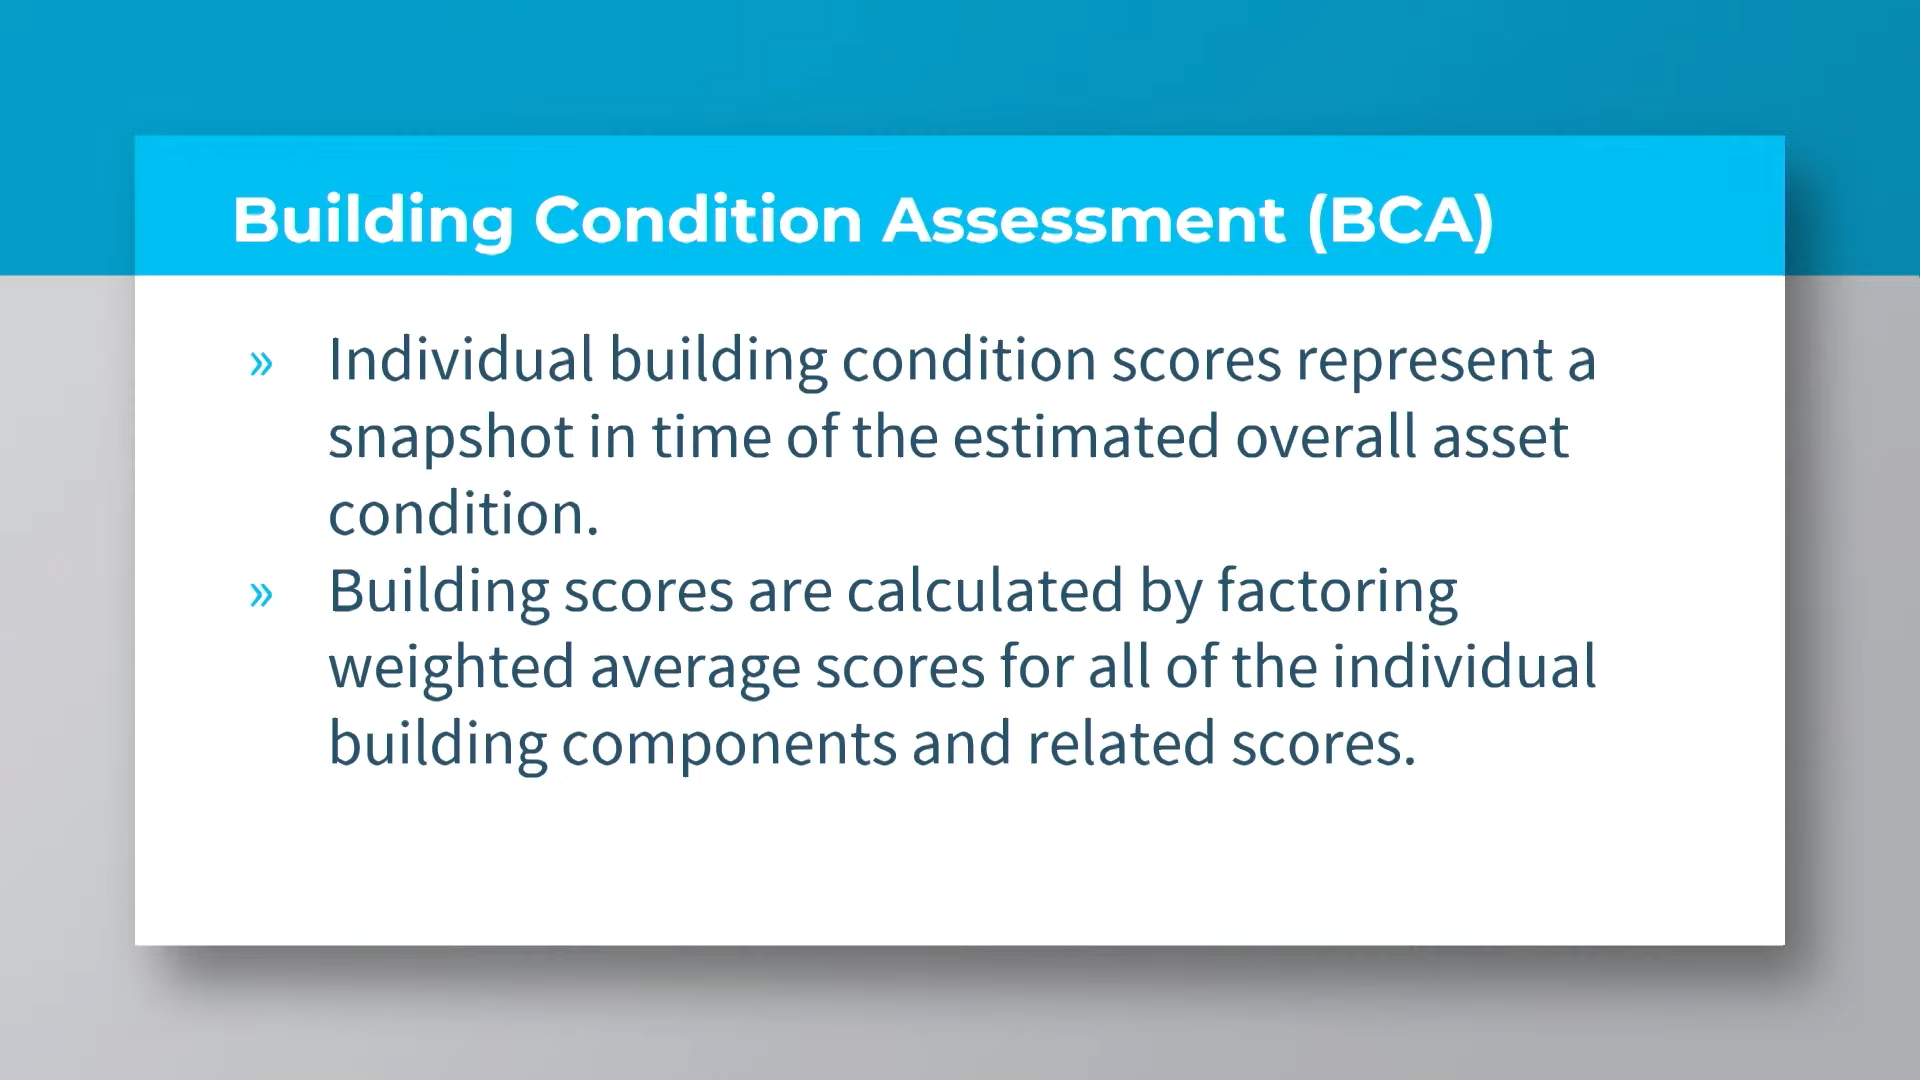 Building Condition Assessment (BCA)
» Individual building condition scores represent a
snapshot in time of the estimated overall asset
condition.
» Building scores are calculated by factoring
weighted average scores for all of the individual
building components and related scores.